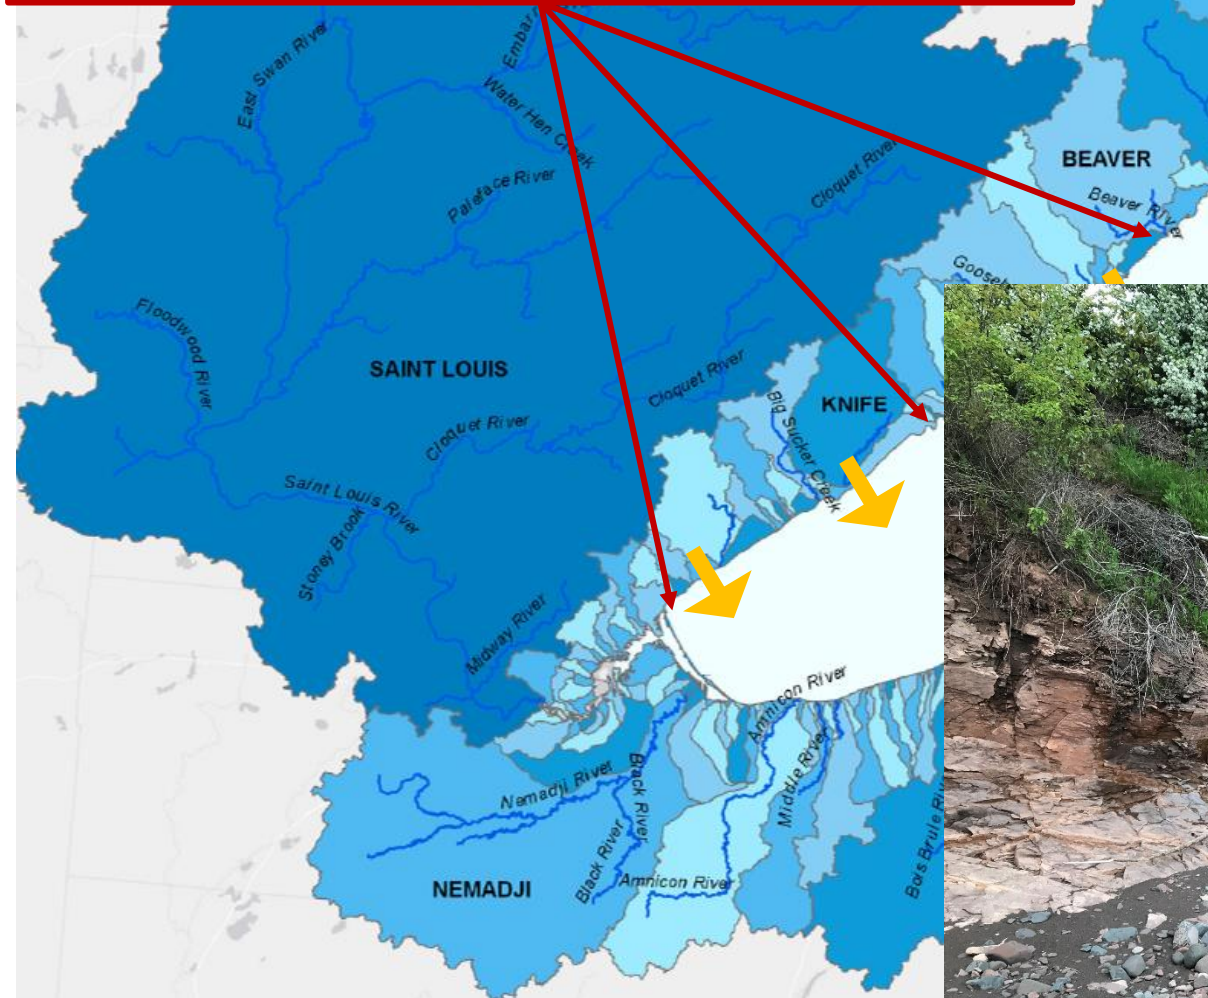 East Swan River
Water Hen Creek
BEAVER
Cloquet River
Paleface River
Beaver River
Floodwood River
SAINT LOUIS
Cloquet River
KNIFE
Big Sucker Creek
Cloquet River
Saint Louis River
Stoney Brook
Midway River
Amnicon River
Middle River
Nemadji River
Black River
Black River
Amnicon River
NEMADJI